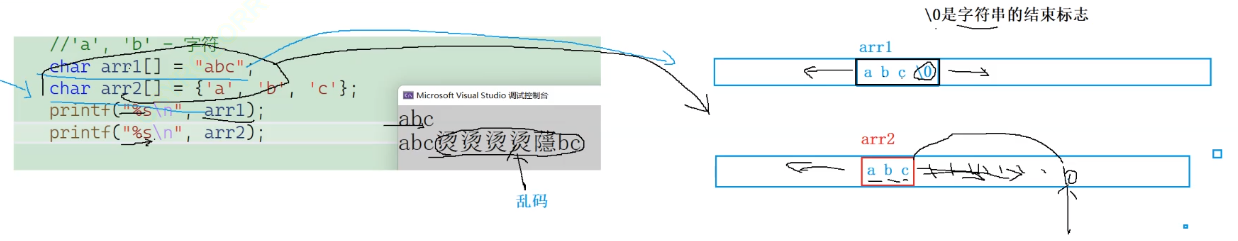 //'a', 'b' - 字符
char arr1[] = "abc";
char arr2[] = {'a', 'b', 'c'};
printf("%s\n", arr1);
printf("%s\n", arr2);
Microsoft Visual Studio 调试控制台
abc
abc烫烫烫烫蘟bc
乱码
\0是字符串的结束标志
arr1
a b c \0
arr2
a b c
0